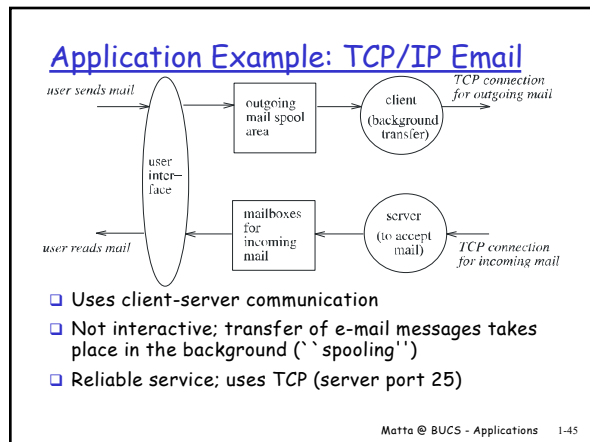 Application Example: TCP/IP Email
user sends mail
outgoing
mail spool
area
client
(background
transfer)
TCP connection
for outgoing mail
user
inter–
face
user reads mail
mailboxes
for
incoming
mail
server
(to accept
mail)
TCP connection
for incoming mail
Uses client-server communication
Not interactive; transfer of e-mail messages takes
place in the background (``spooling'')
Reliable service; uses TCP (server port 25)
Matta @ BUCS - Applications 1-45